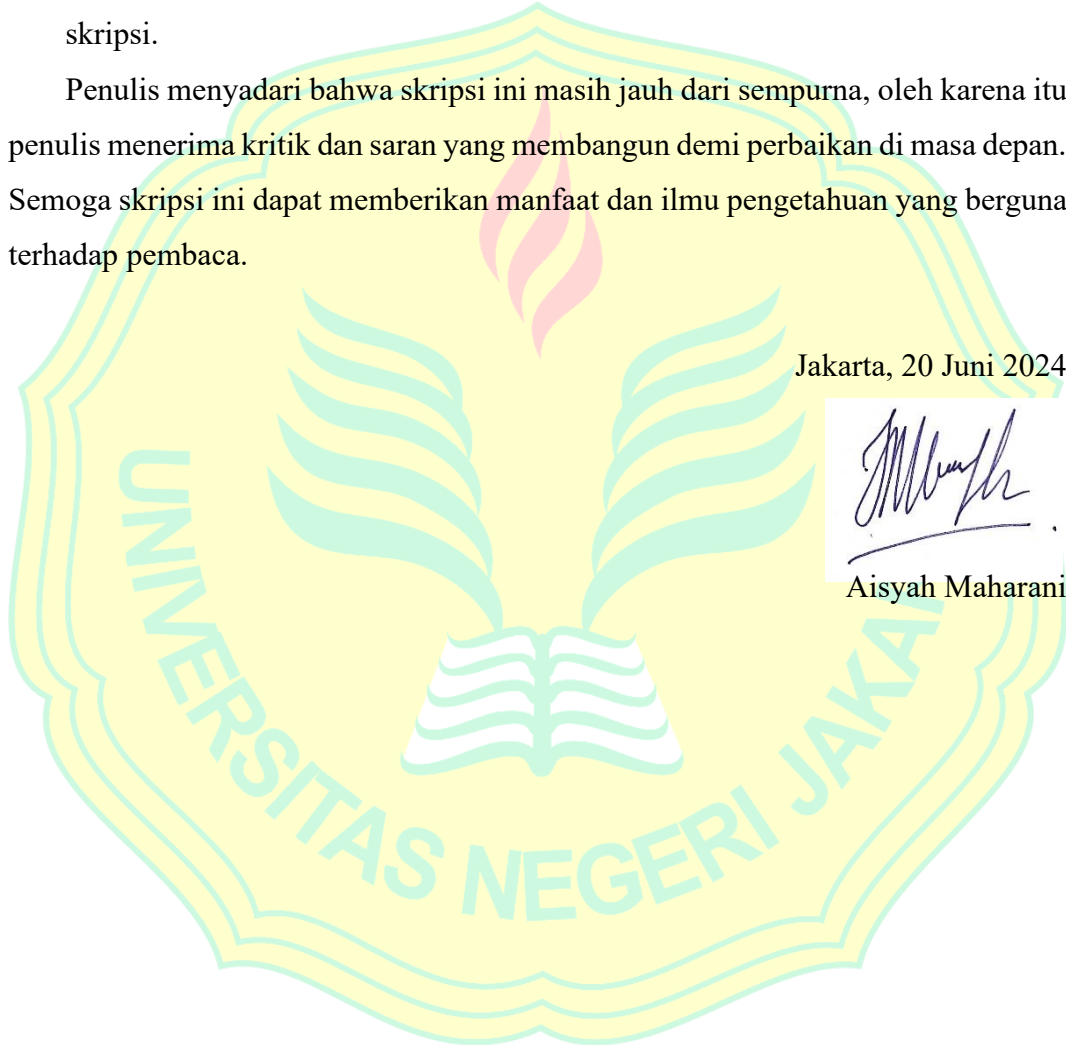 skripsi.
Penulis menyadari bahwa skripsi ini masih jauh dari sempurna, oleh karena itu
penulis menerima kritik dan saran yang membangun demi perbaikan di masa depan.
Semoga skripsi ini dapat memberikan manfaat dan ilmu pengetahuan yang berguna
terhadap pembaca.
Jakarta, 20 Juni 2024
Aisyah Maharani
UNIVERSITAS NEGERI JAKA